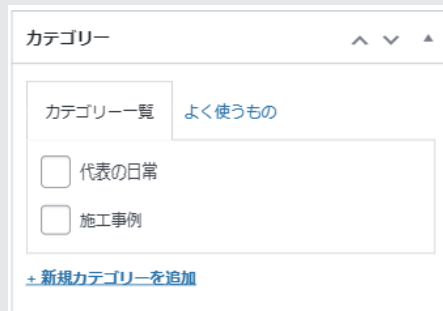 カテゴリー
カテゴリー一覧 よく使うもの
代表の日常
施工事例
+ 新規カテゴリーを追加